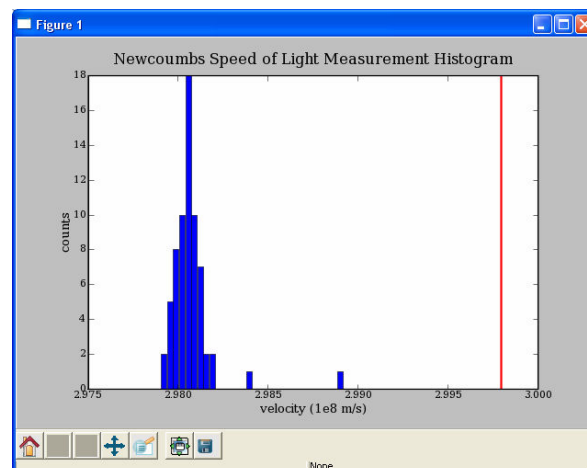 Figure 1
Newcoumbs Speed of Light Measurement Histogram
18
16
14
12
10
8
6
4
2
0
counts
2.975 2.980 2.985 2.990 2.995 3.000
velocity (1e8 m/s)
None